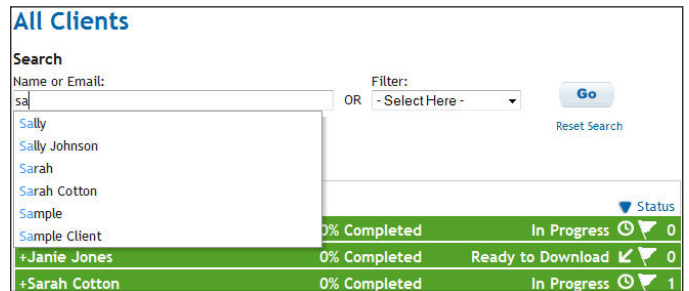 All Clients
Search
Name or Email: Filter:
sa OR - Select Here - Go
Sally Reset Search
Sally Johnson
Sarah
Sarah Cotton
Sample Status
Sample Client
0% Completed In Progress 0
+Janie Jones 0% Completed Ready to Download 0
+Sarah Cotton 0% Completed In Progress 1